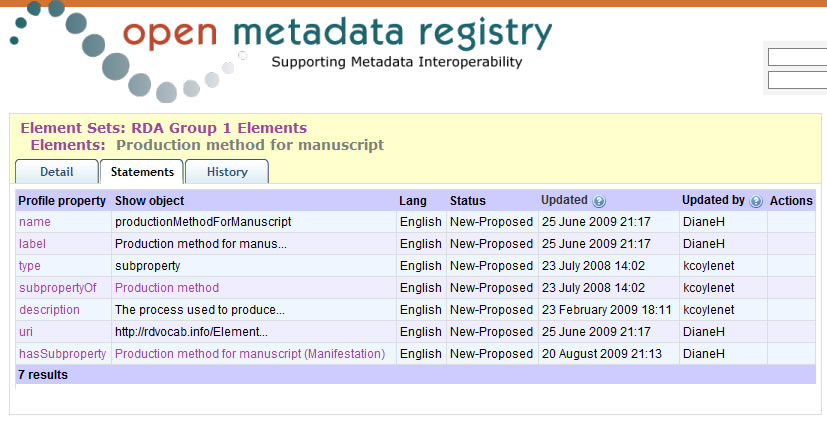 open metadata registry
Supporting Metadata Interoperability
Element Sets: RDA Group 1 Elements
Elements: Production method for manuscript
Detail Statements History
Profile property Show object Lang Status Updated ? Updated by ? Actions
name productionMethodForManuscript English New-Proposed 25 June 2009 21:17 DianeH
label Production method for manus... English New-Proposed 25 June 2009 21:17 DianeH
type subproperty English New-Proposed 23 July 2008 14:02 kcoylenet
subpropertyOf Production method English New-Proposed 23 July 2008 14:02 kcoylenet
description The process used to produce... English New-Proposed 23 February 2009 18:11 kcoylenet
uri http://rdvocab.info/Element... English New-Proposed 25 June 2009 21:17 DianeH
hasSubproperty Production method for manuscript (Manifestation) English New-Proposed 20 August 2009 21:13 DianeH
7 results